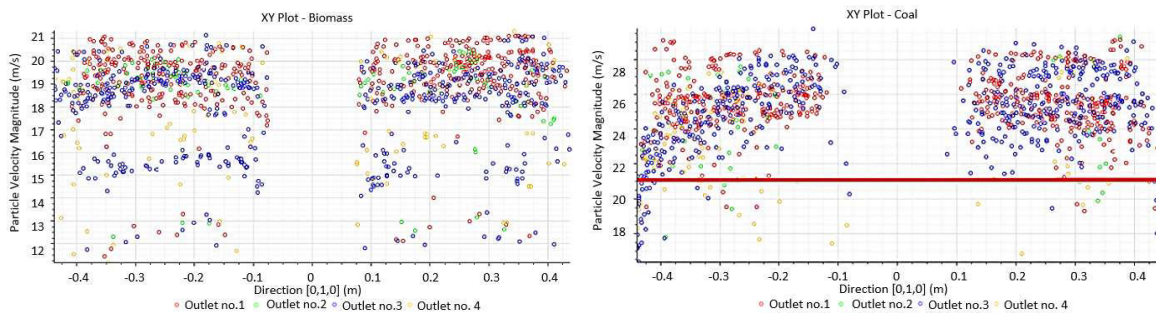 XY Plot - Biomass
Particle Velocity Magnitude (m/s)
21
20
19
18
17
16
15
14
13
12
-0.4
-0.3
-0.2
-0.1
0
0.1
0.2
0.3
0.4
Direction [0,1,0] (m)
Outlet no.1
Outlet no.2
Outlet no.3
Outlet no. 4
XY Plot - Coal
Particle Velocity Magnitude (m/s)
28
26
24
22
20
18
-0.4
-0.3
-0.2
-0.1
0
0.1
0.2
0.3
0.4
Direction [0,1,0] (m)
Outlet no.1
Outlet no.2
Outlet no.3
Outlet no. 4